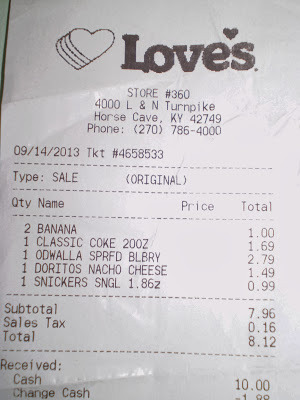 Love's
STORE #360
4000 L & N Turnpike
Horse Cave, KY 42749
Phone: (270) 786-4000
09/14/2013 Tkt #4658533
Type: SALE (ORIGINAL)
Qty Name Price Total
2 BANANA 1.00
1 CLASSIC COKE 20OZ 1.69
1 ODWALLA SPRFD BLBRY 2.79
1 DORITOS NACHO CHEESE 1.49
1 SNICKERS SNGL 1.86z 0.99
Subtotal 7.96
Sales Tax 0.16
Total 8.12
Received:
Cash 10.00
Change Cash -1.88